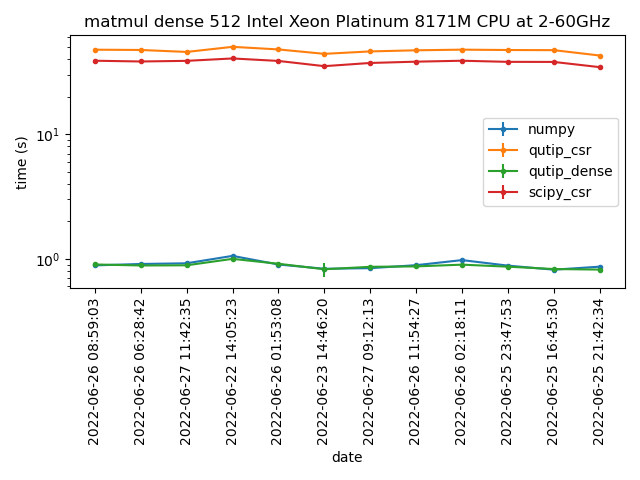 matmul dense 512 Intel Xeon Platinum 8171M CPU at 2-60GHz
time (s)
10¹
10⁰
numpy
qutip_csr
qutip_dense
scipy_csr
2022-06-26 08:59:03
2022-06-26 06:28:42
2022-06-27 11:42:35
2022-06-22 14:05:23
2022-06-26 01:53:08
2022-06-23 14:46:20
2022-06-27 09:12:13
2022-06-26 11:54:27
2022-06-26 02:18:11
2022-06-25 23:47:53
2022-06-25 16:45:30
2022-06-25 21:42:34
date